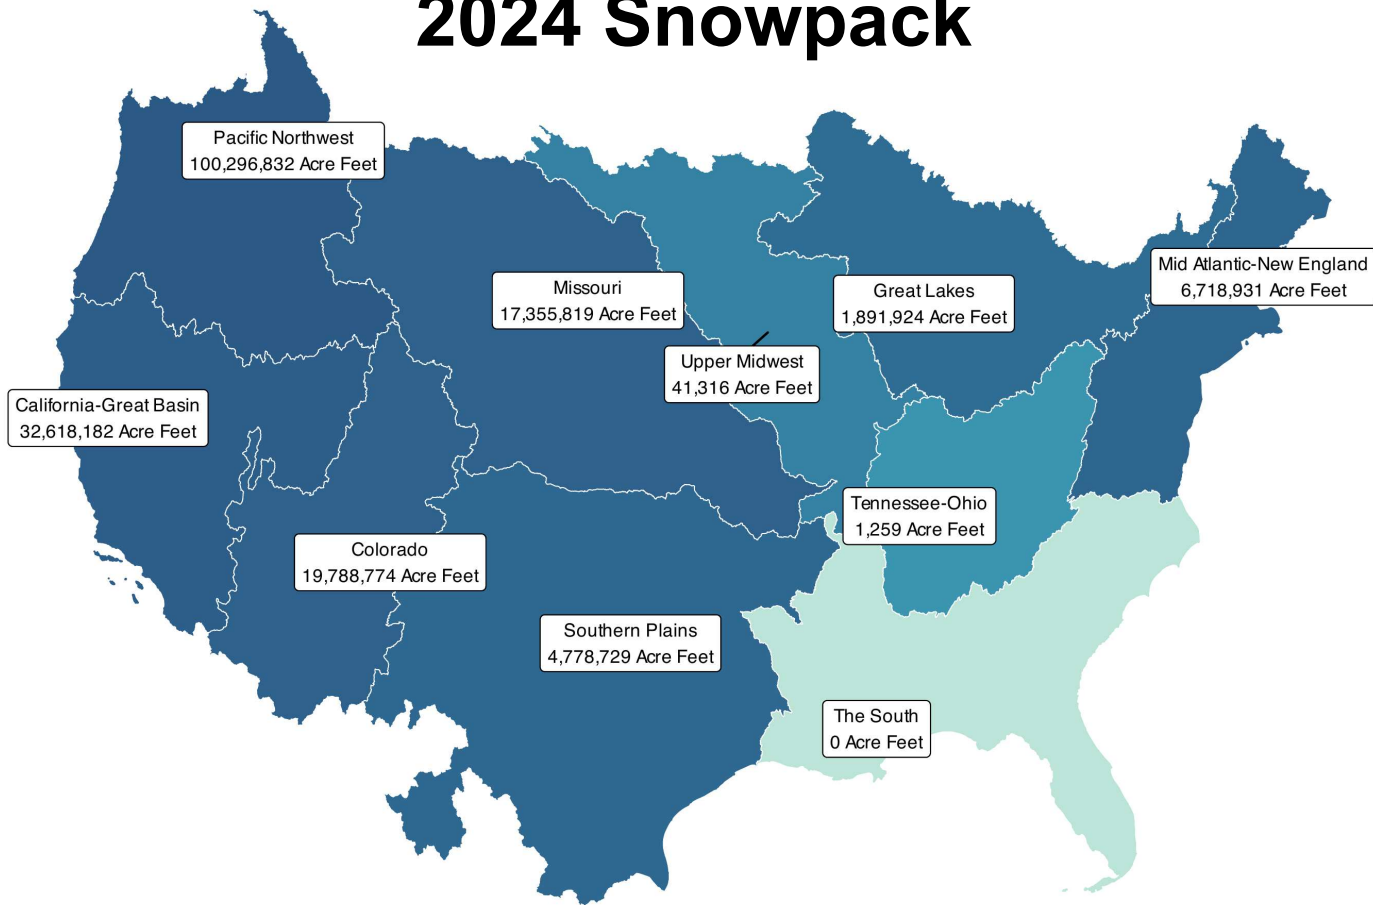 2024 Snowpack
Pacific Northwest
100,296,832 Acre Feet
Mid Atlantic-New England
6,718,931 Acre Feet
Missouri
17,355,819 Acre Feet
Great Lakes
1,891,924 Acre Feet
Upper Midwest
41,316 Acre Feet
California-Great Basin
32,618,182 Acre Feet
Tennessee-Ohio
1,259 Acre Feet
Colorado
19,788,774 Acre Feet
Southern Plains
4,778,729 Acre Feet
The South
0 Acre Feet